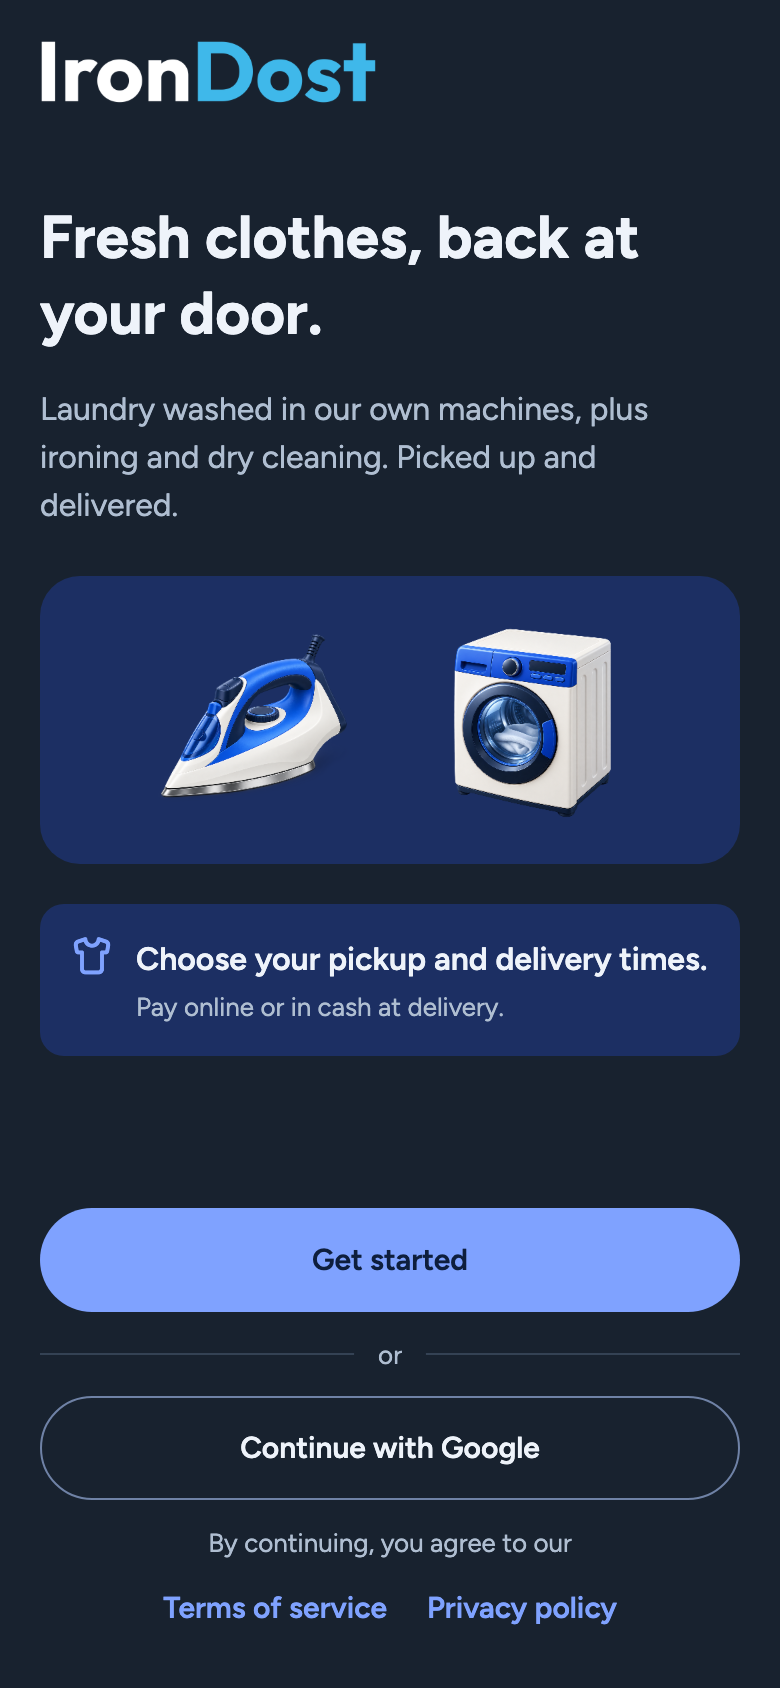 IronDost
Fresh clothes, back at
your door.
Laundry washed in our own machines, plus
ironing and dry cleaning. Picked up and
delivered.
Choose your pickup and delivery times.
Pay online or in cash at delivery.
Get started
or
Continue with Google
By continuing, you agree to our
Terms of service Privacy policy